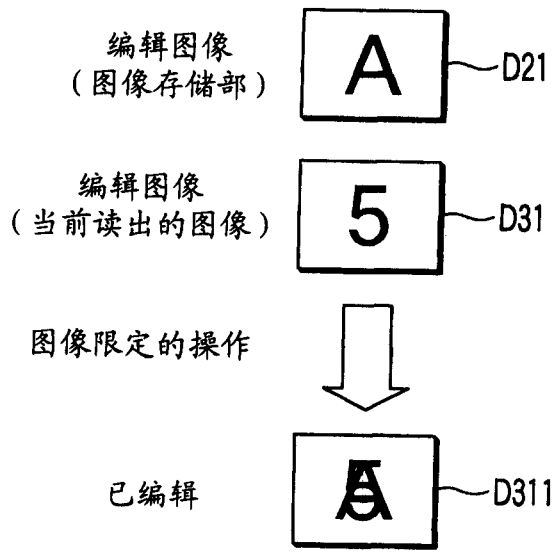 编辑图像
（图像存储部）
A
D21
编辑图像
（当前读出的图像）
5
D31
图像限定的操作
已编辑
A5
D311